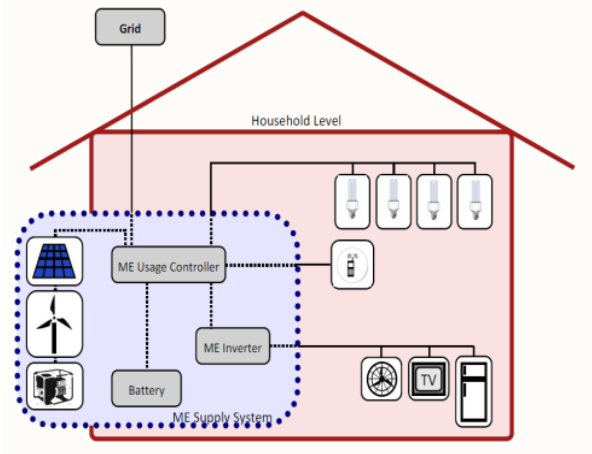 Grid
Household Level
ME Usage Controller
ME Inverter
TV
Battery
ME Supply System